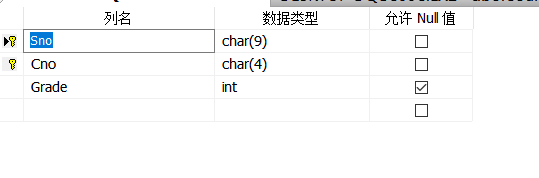 列名 数据类型 允许 Null 值
Sno char(9)
Cno char(4)
Grade int